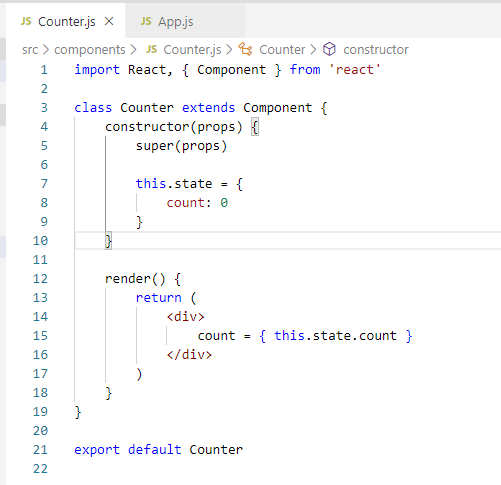 JS Counter.js × JS App.js
src > components > JS Counter.js > Counter > constructor
1 import React, { Component } from 'react'
2
3 class Counter extends Component {
4     constructor(props) {
5         super(props)
6
7         this.state = {
8             count: 0
9         }
10     }
11
12     render() {
13         return (
14             <div>
15                 count = { this.state.count }
16             </div>
17         )
18     }
19 }
20
21 export default Counter
22